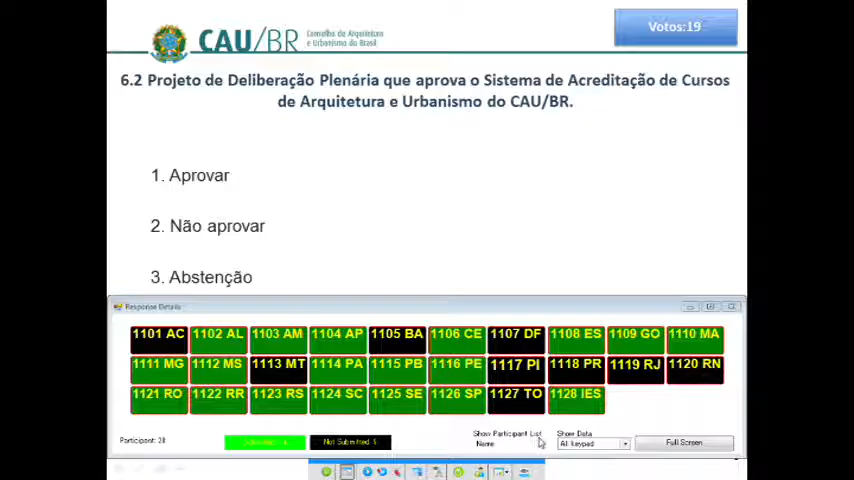 CAU/BR
Conselho de Arquitetura
e Urbanismo do Brasil
Votos:19
6.2 Projeto de Deliberação Plenária que aprova o Sistema de Acreditação de Cursos
de Arquitetura e Urbanismo do CAU/BR.
1. Aprovar
2. Não aprovar
3. Abstenção
Response Details
1101 AC 1102 AL 1103 AM 1104 AP 1105 BA 1106 CE 1107 DF 1108 ES 1109 GO 1110 MA
1111 MG 1112 MS 1113 MT 1114 PA 1115 PB 1116 PE 1117 PI 1118 PR 1119 RJ 1120 RN
1121 RO 1122 RR 1123 RS 1124 SC 1125 SE 1126 SP 1127 TO 1128 IES
Participant: 28
Not Submitted
Show Participant List
Name
Show Data
All keypad
Full Screen